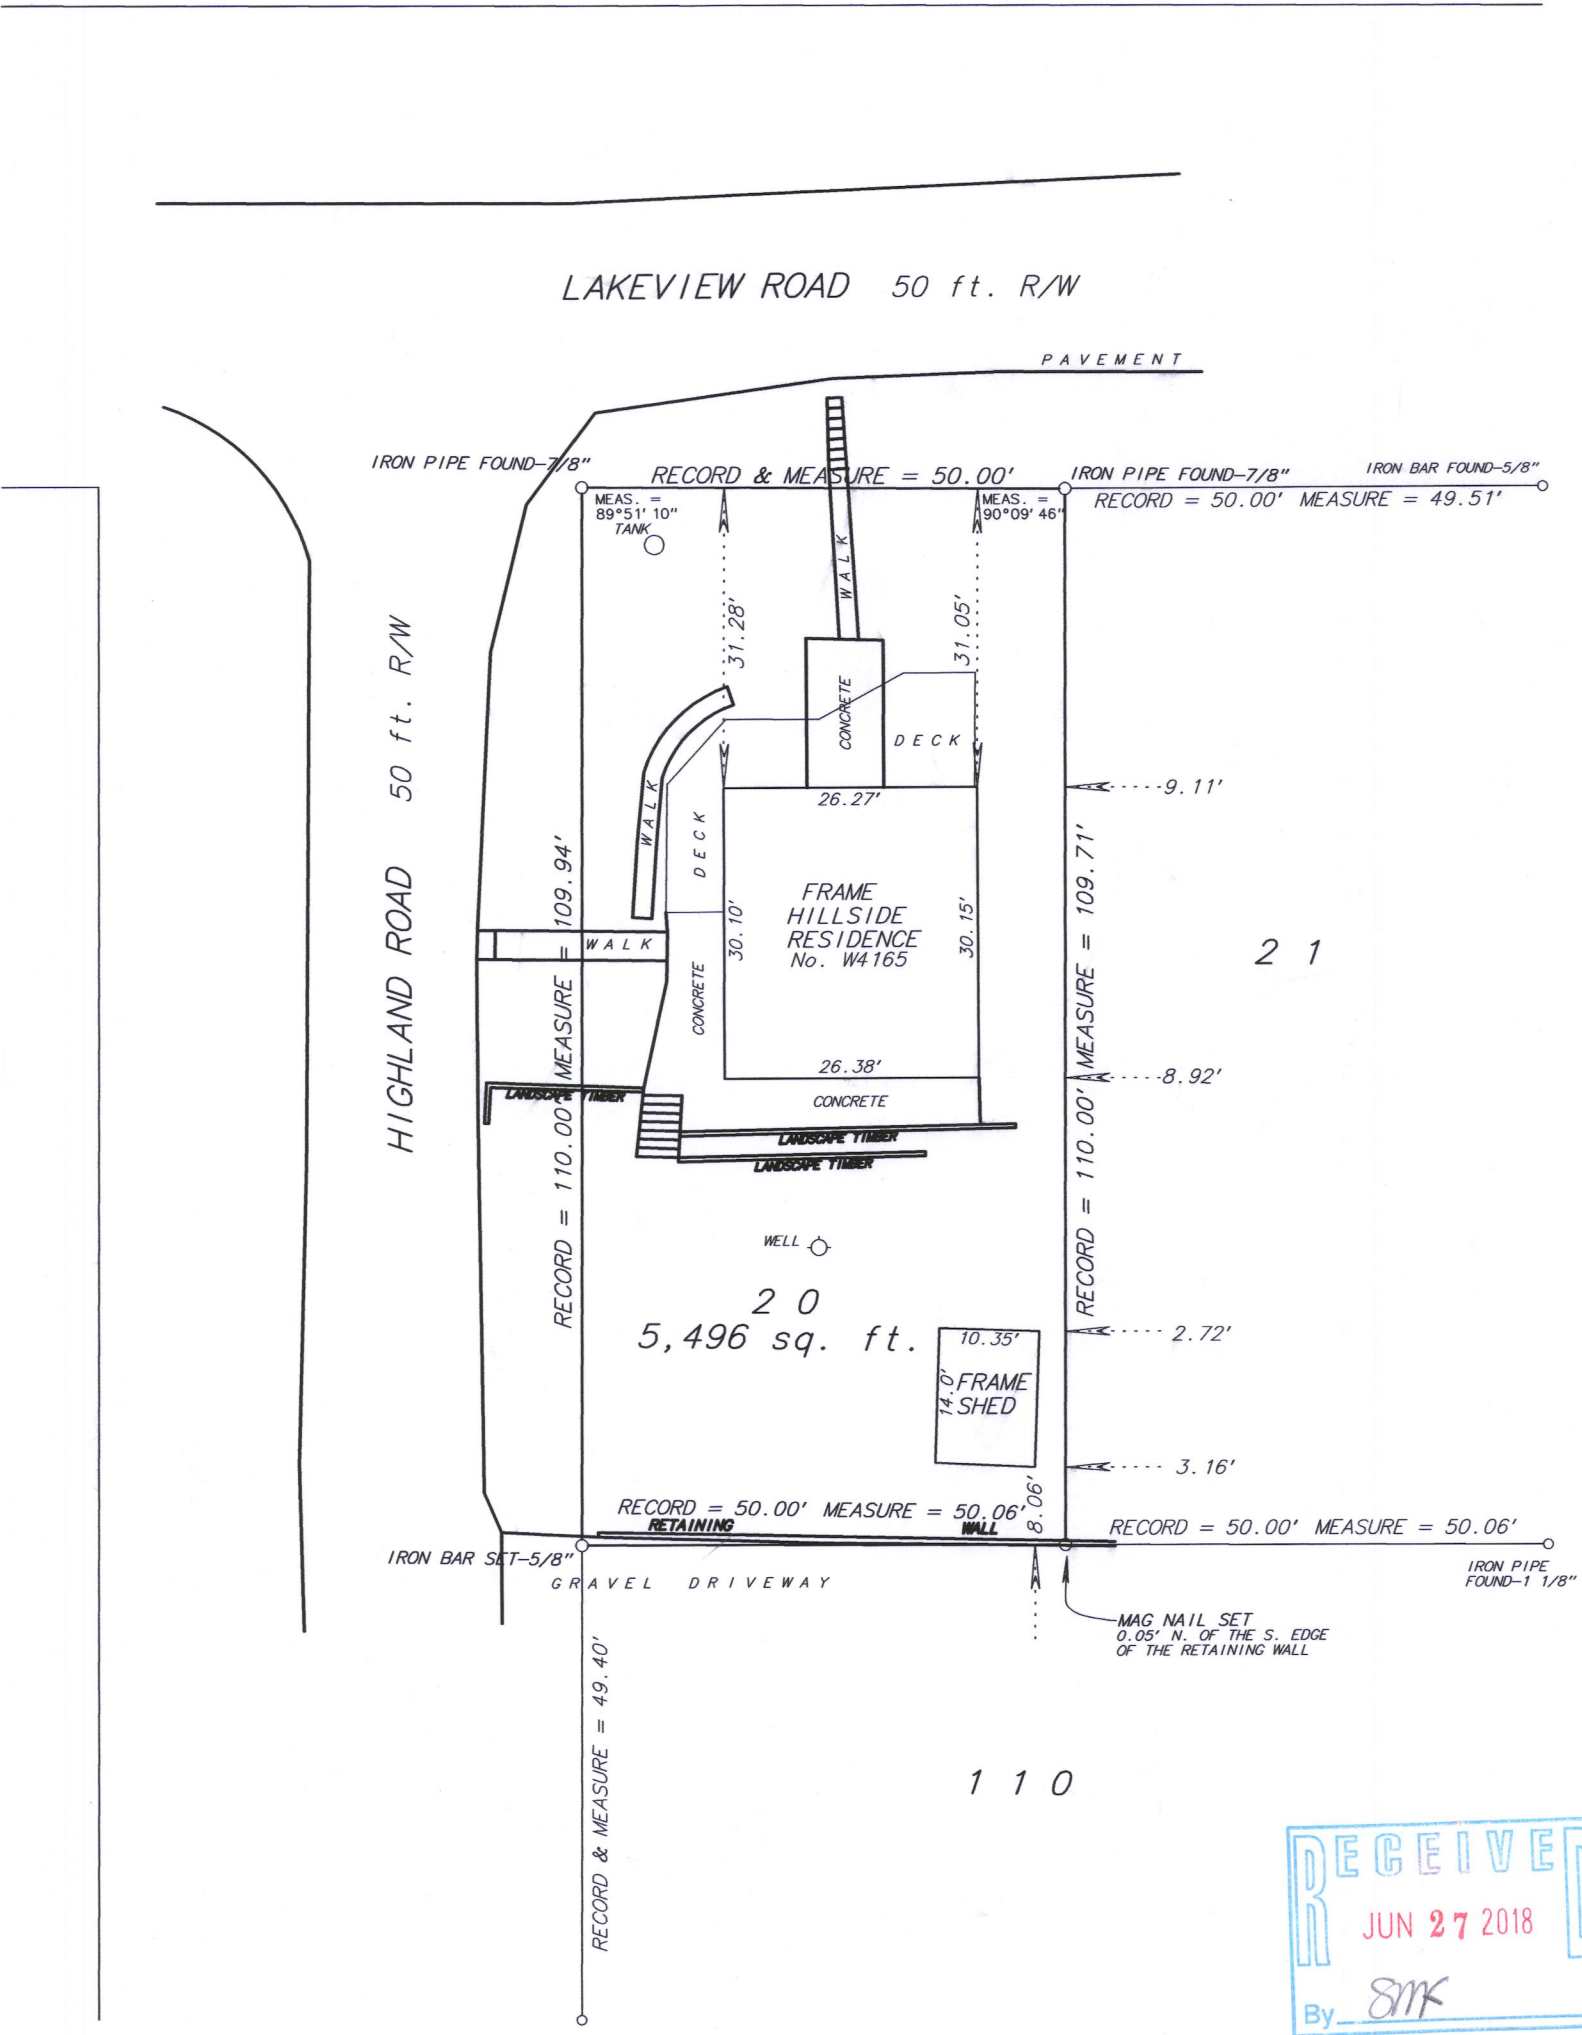 LAKEVIEW ROAD 50 ft. R/W
PAVEMENT
IRON PIPE FOUND-7/8"
RECORD & MEASURE = 50.00'
IRON PIPE FOUND-7/8"
IRON BAR FOUND-5/8"
RECORD = 50.00' MEASURE = 49.51'
MEAS. =
89°51'10"
TANK
MEAS. =
90°09'46"
WALK
31.28'
31.05'
HIGHLAND ROAD 50 ft. R/W
CONCRETE
DECK
WALK
DECK
26.27'
9.11'
RECORD = 110.00' MEASURE = 109.94'
RECORD = 110.00' MEASURE = 109.71'
FRAME
HILLSIDE
RESIDENCE
No. W4165
30.10'
30.15'
WALK
CONCRETE
21
26.38'
8.92'
CONCRETE
LANDSCAPE TIMBER
LANDSCAPE TIMBER
LANDSCAPE TIMBER
WELL
20
5,496 sq. ft.
10.35'
2.72'
14.0'
FRAME
SHED
3.16'
8.06'
RECORD = 50.00' MEASURE = 50.06'
RETAINING WALL
RECORD = 50.00' MEASURE = 50.06'
IRON BAR SET-5/8"
GRAVEL DRIVEWAY
IRON PIPE
FOUND-1 1/8"
MAG NAIL SET
0.05' N. OF THE S. EDGE
OF THE RETAINING WALL
RECORD & MEASURE = 49.40'
110
RECEIVE
JUN 27 2018
By SMK